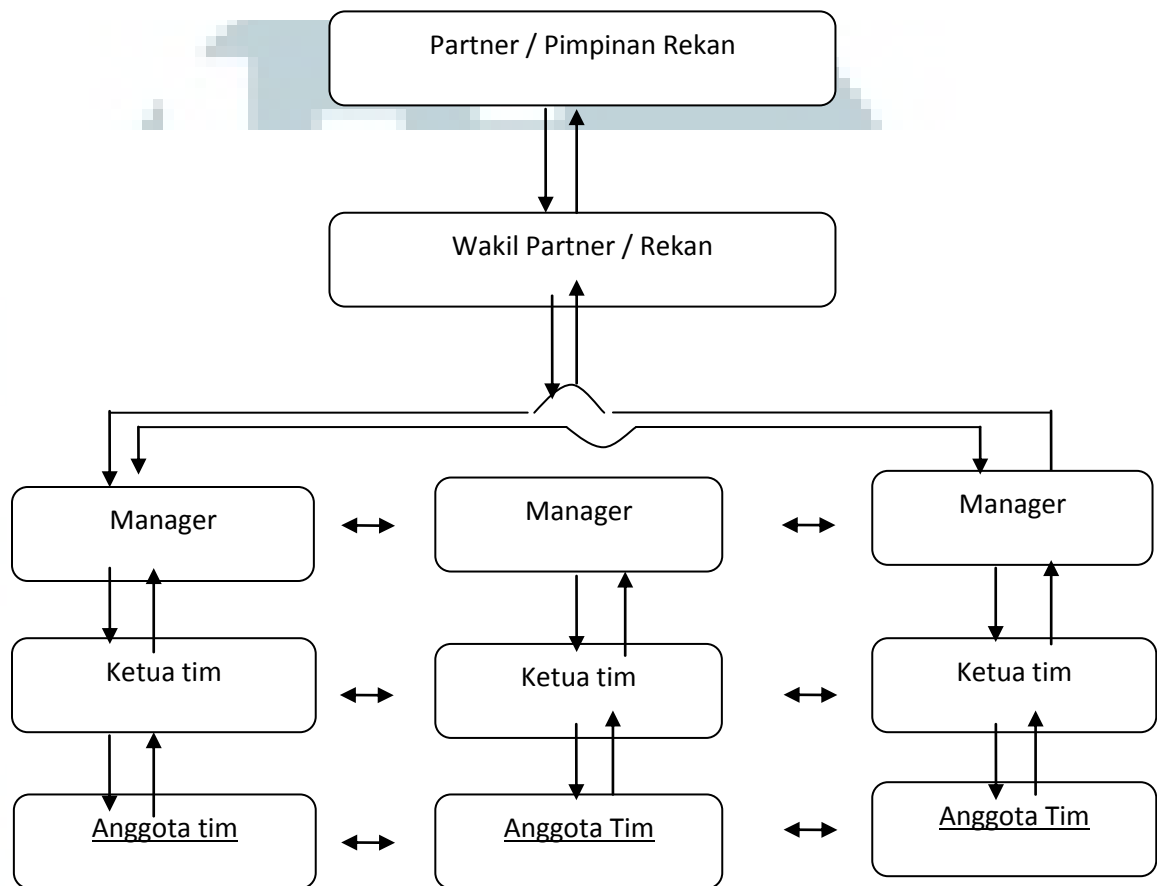 Partner / Pimpinan Rekan
Wakil Partner / Rekan
Manager
Manager
Manager
Ketua tim
Ketua tim
Ketua tim
Anggota tim
Anggota Tim
Anggota Tim